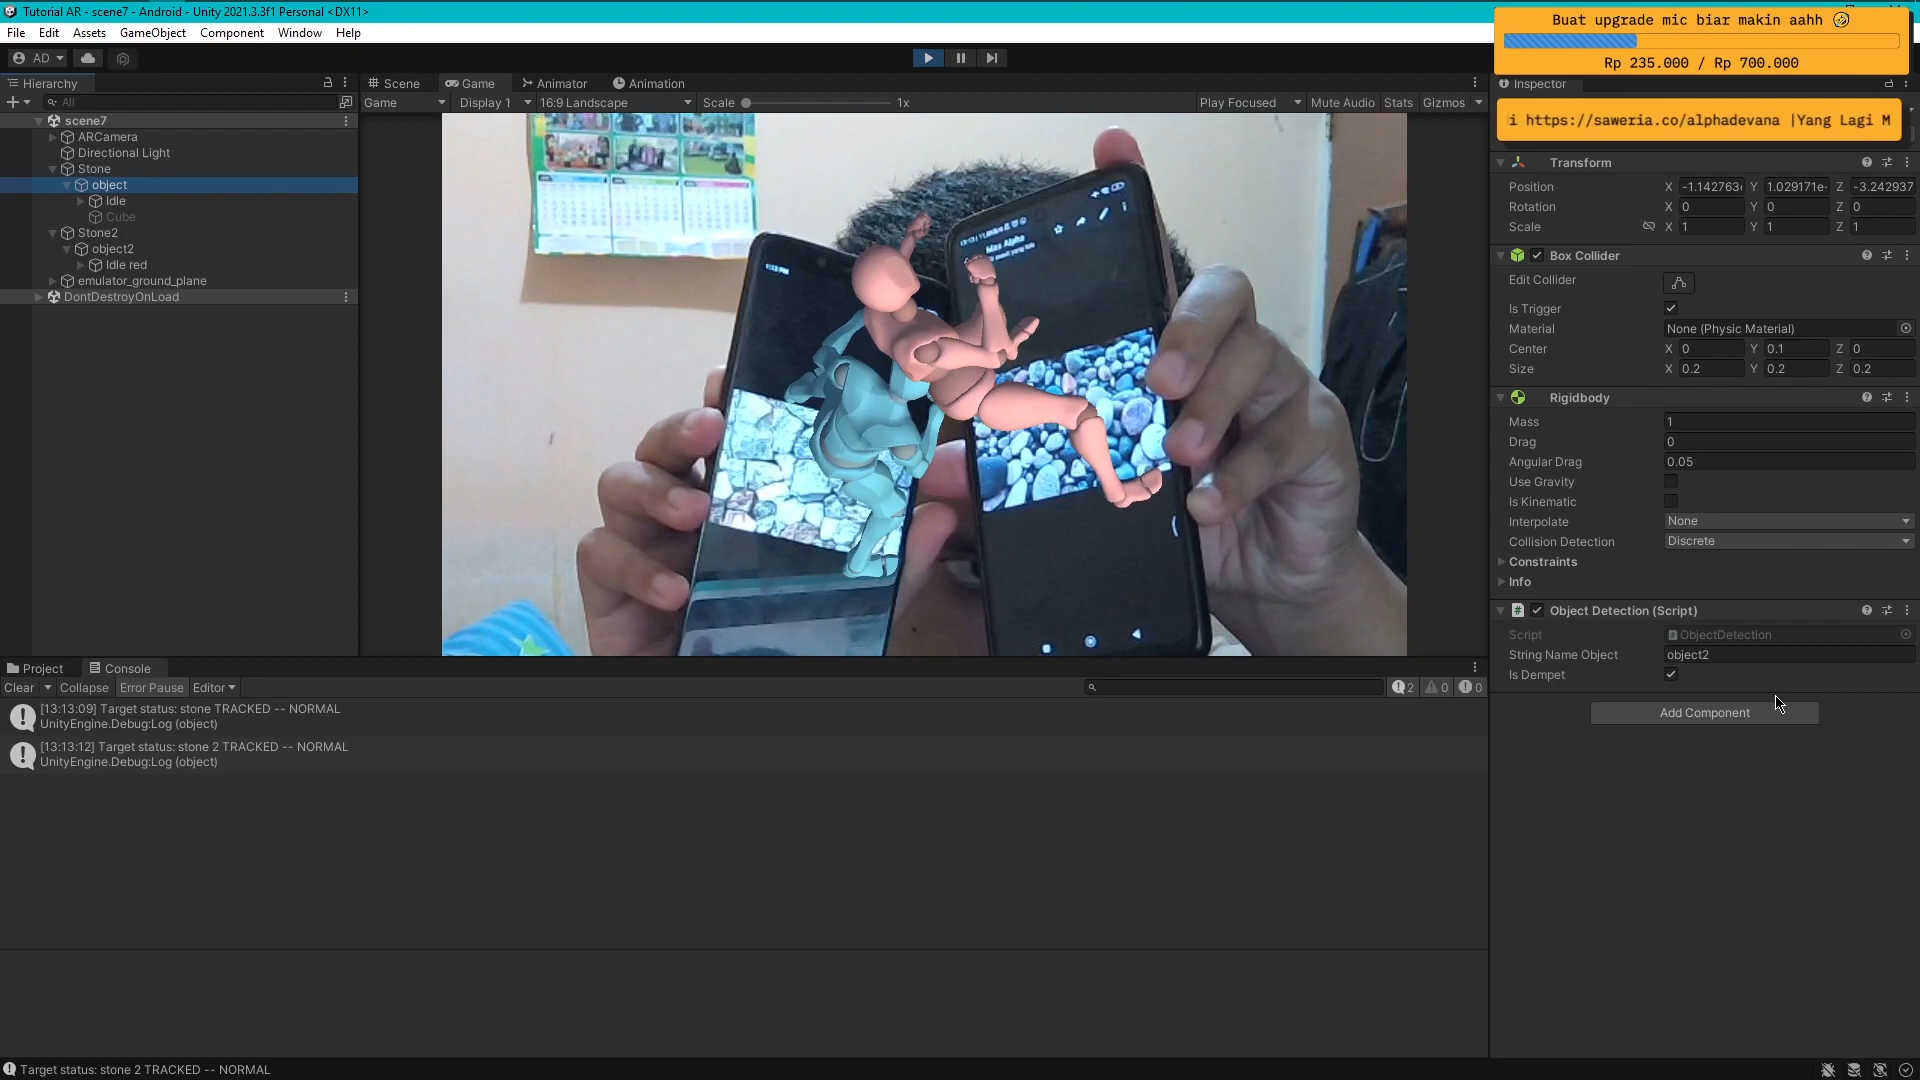 Tutorial AR - scene7 - Android - Unity 2021.3.3f1 Personal <DX11>
File Edit Assets GameObject Component Window Help
Buat upgrade mic biar makin aahh 🤣
Rp 235.000 / Rp 700.000
AD
Hierarchy
Scene Game Animator Animation
Inspector
All
Game Display 1 16:9 Landscape Scale 1x Play Focused Mute Audio Stats Gizmos
i https://saweria.co/alphadevana |Yang Lagi M
scene7
ARCamera
Directional Light
Stone
object
Idle
Cube
Stone2
object2
Idle red
emulator_ground_plane
DontDestroyOnLoad
Mas Alpha
Transform
Position X -1.142763 Y 1.029171e- Z -3.242937
Rotation X 0 Y 0 Z 0
Scale X 1 Y 1 Z 1
Box Collider
Edit Collider
Is Trigger
Material None (Physic Material)
Center X 0 Y 0.1 Z 0
Size X 0.2 Y 0.2 Z 0.2
Rigidbody
Mass 1
Drag 0
Angular Drag 0.05
Use Gravity
Is Kinematic
Interpolate None
Collision Detection Discrete
Constraints
Info
Object Detection (Script)
Script ObjectDetection
String Name Object object2
Is Dempet
Add Component
Project Console
Clear Collapse Error Pause Editor 2 0 0
[13:13:09] Target status: stone TRACKED -- NORMAL
UnityEngine.Debug:Log (object)
[13:13:12] Target status: stone 2 TRACKED -- NORMAL
UnityEngine.Debug:Log (object)
Target status: stone 2 TRACKED -- NORMAL